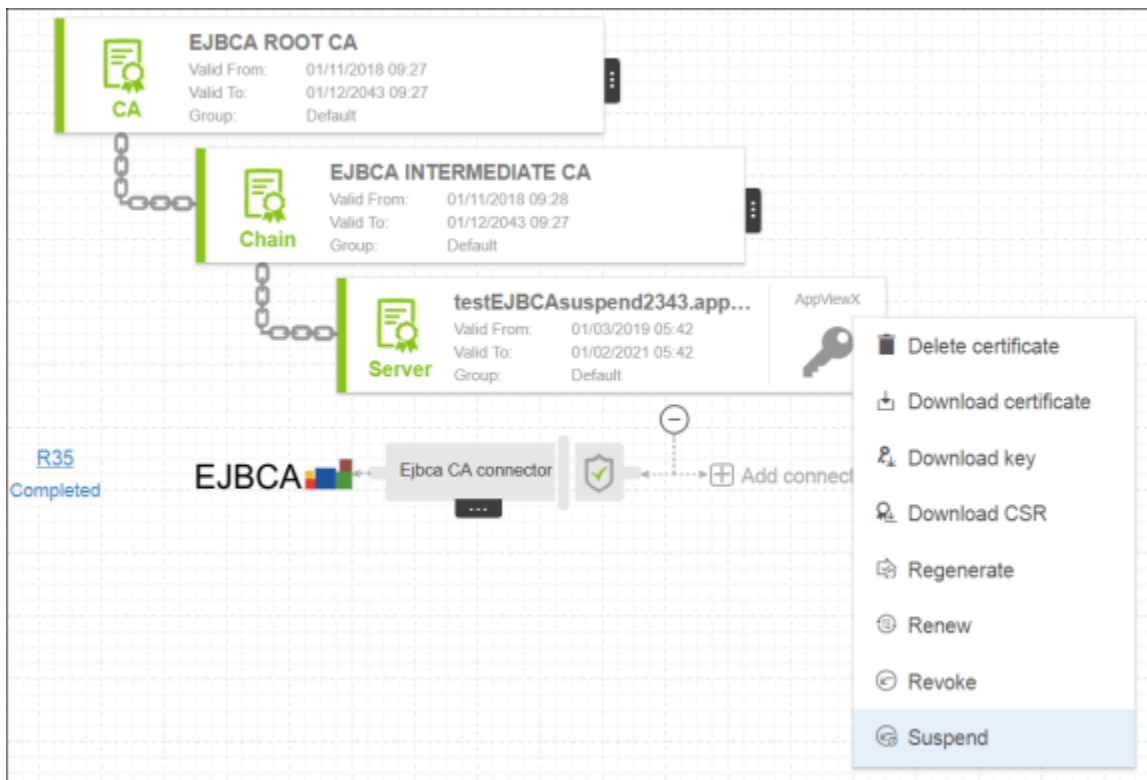 EJBCA ROOT CA
Valid From: 01/11/2018 09:27
Valid To: 01/12/2043 09:27
Group: Default
CA
EJBCA INTERMEDIATE CA
Valid From: 01/11/2018 09:28
Valid To: 01/12/2043 09:27
Group: Default
Chain
testEJBCAsuspend2343.app...
Valid From: 01/03/2019 05:42
Valid To: 01/02/2021 05:42
Group: Default
Server
AppViewX
R35
Completed
EJBCA
Ejbca CA connector
Add connect
Delete certificate
Download certificate
Download key
Download CSR
Regenerate
Renew
Revoke
Suspend